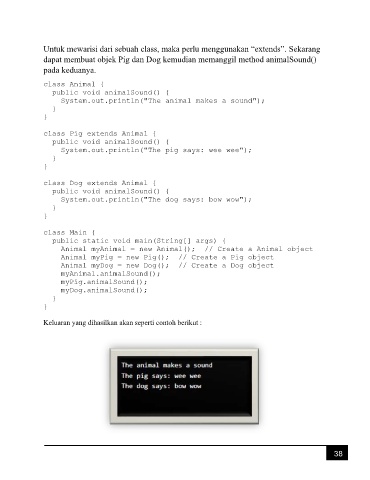 Untuk mewarisi dari sebuah class, maka perlu menggunakan "extends". Sekarang
dapat membuat objek Pig dan Dog kemudian memanggil method animalSound()
pada keduanya.
class Animal {
public void animalSound() {
System.out.println("The animal makes a sound");
}
}
class Pig extends Animal {
public void animalSound() {
System.out.println("The pig says: wee wee");
}
}
class Dog extends Animal {
public void animalSound() {
System.out.println("The dog says: bow wow");
}
}
class Main {
public static void main(String[] args) {
Animal myAnimal = new Animal(); // Create a Animal object
Animal myPig = new Pig(); // Create a Pig object
Animal myDog = new Dog(); // Create a Dog object
myAnimal.animalSound();
myPig.animalSound();
myDog.animalSound();
}
}
Keluaran yang dihasilkan akan seperti contoh berikut :
The animal makes a sound
The pig says: wee wee
The dog says: bow wow
38